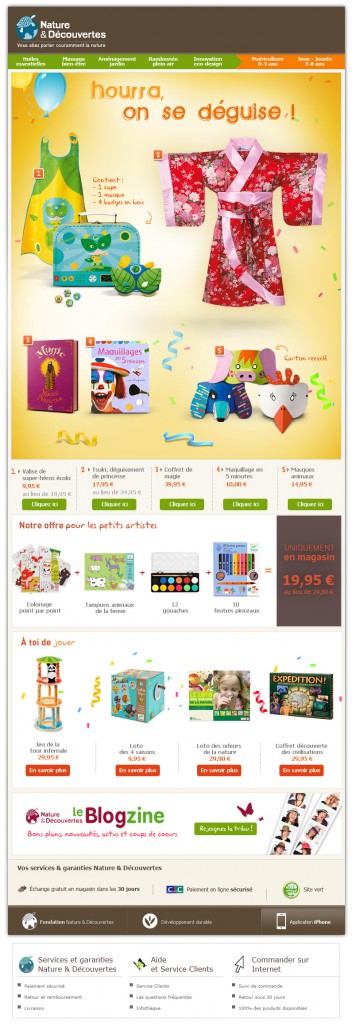 Nature
& Découvertes
Vous allez parler couramment la nature
Huiles
essentielles
Massage
bien-être
Aménagement
jardin
Randonnée
plein air
Innovation
eco-design
Puériculture
0-3 ans
Jeux - Jouets
3-8 ans
hourra,
on se déguise !
1
Contient :
- 1 cape
- 1 masque
- 4 badges en bois
2
3
Magic
4
Maquillages
en 5 minutes
5
Carton recyclé
1 Valise de
super-héros écolo
9,95 €
au lieu de 19,95 €
Cliquez ici
2 Tsuki, déguisement
de princesse
17,95 €
au lieu de 34,95 €
Cliquez ici
3 Coffret de
magie
39,95 €
Cliquez ici
4 Maquillage en
5 minutes
10,00 €
Cliquez ici
5 Masques
animaux
14,95 €
Cliquez ici
Notre offre pour les petits artistes
+
+
+
=
Coloriage
point par point
Tampons animaux
de la ferme
12
gouaches
10
feutres pinceaux
UNIQUEMENT
en magasin
19,95 €
À toi de jouer
EXPÉDITION !
Jeu de la
tour infernale
29,95 €
En savoir plus
Loto
des 4 saisons
9,95 €
En savoir plus
Loto des odeurs
de la nature
29,90 €
En savoir plus
Coffret découverte
des civilisations
29,95 €
En savoir plus
Nature
& Découvertes
le Blogzine
Bons plans, nouveautés, actus et coups de coeurs
Rejoignez la tribu !
Vos services & garanties Nature & Découvertes
Échange gratuit en magasin dans les 30 jours
Paiement en ligne sécurisé
Site vert
Fondation Nature & Découvertes
Développement durable
Application iPhone
Services et garanties
Nature & Découvertes
Paiement sécurisé
Retour et remboursement
Livraison
Aide
et Service Clients
Service Clients
Les questions fréquentes
Infothèque
Commander sur
Internet
Suivi de commande
Retour sous 30 jours
100% des produits disponibles